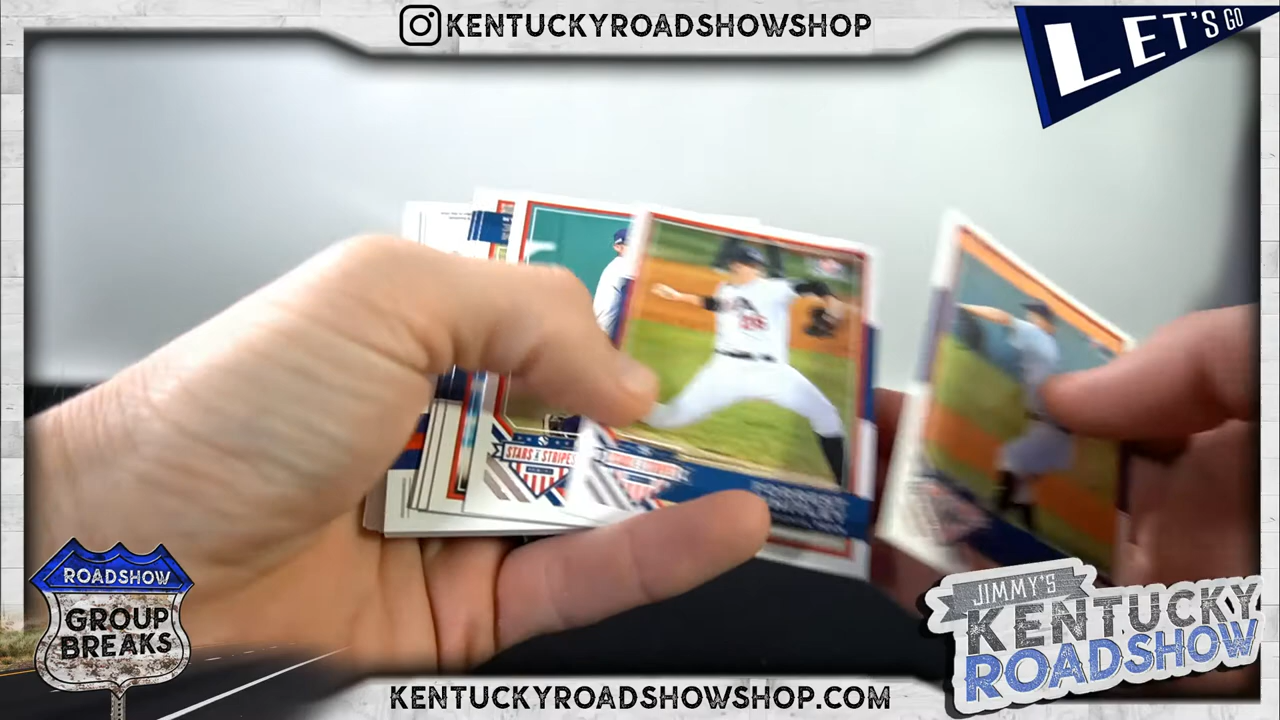 KENTUCKYROADSHOWSHOP
LET'S GO
STARS & STRIPES
ROADSHOW
GROUP
BREAKS
JIMMY'S
KENTUCKY
ROADSHOW
KENTUCKYROADSHOWSHOP.COM